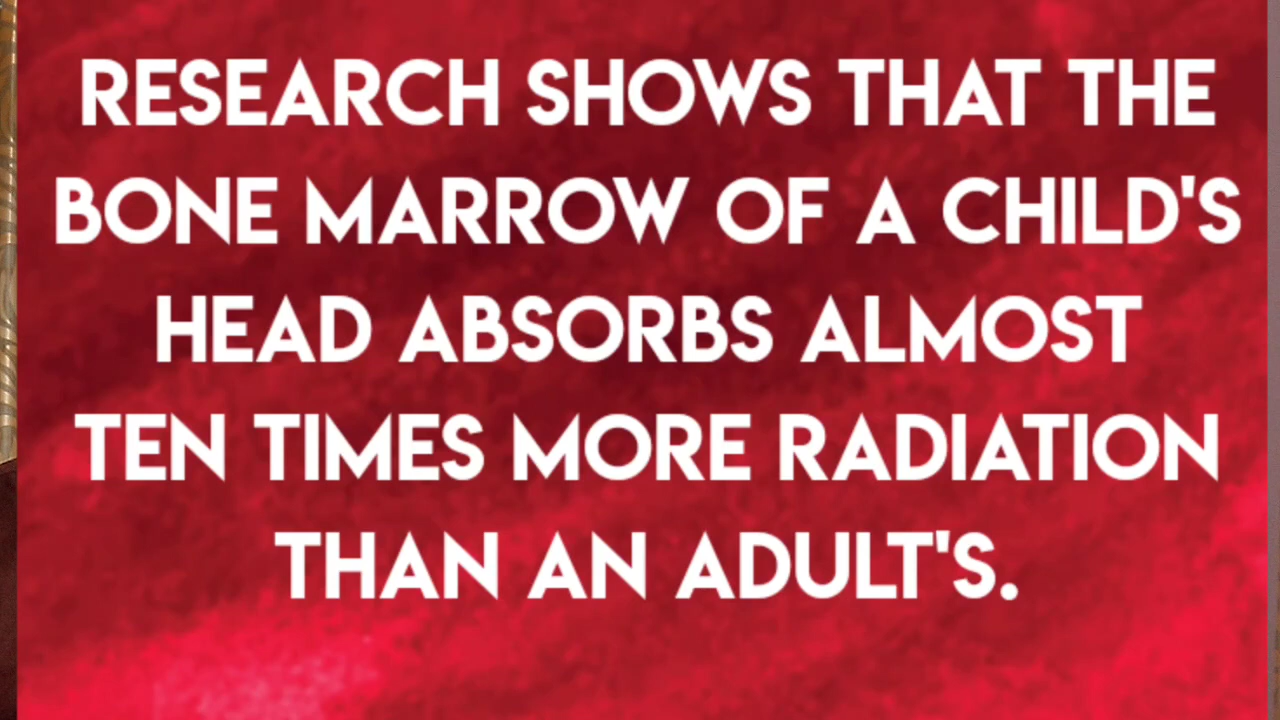 RESEARCH SHOWS THAT THE
BONE MARROW OF A CHILD'S
HEAD ABSORBS ALMOST
TEN TIMES MORE RADIATION
THAN AN ADULT'S.